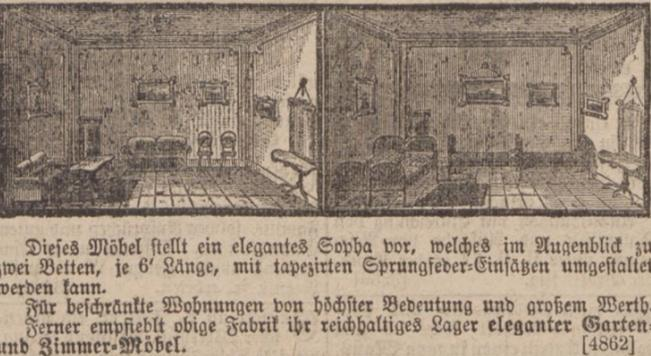 Dieses Möbel stellt ein elegantes Sopha vor, welches im Augenblick zu
zwei Betten, je 6' Länge, mit tapezirten Sprungfeder-Einsätzen umgestaltet
werden kann.
Für beschränkte Wohnungen von höchster Bedeutung und großem Werth.
Ferner empfieblt obige Fabrik ihr reichhaltiges Lager eleganter Garten-
und Zimmer-Möbel. [4862]